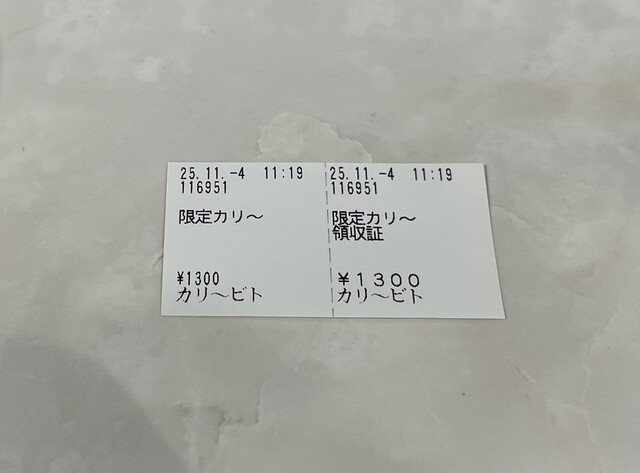 25.11.-4 11:19
116951
限定カリ～
¥1300
カリ～ビト
25.11.-4 11:19
116951
限定カリ～
領収証
￥１３００
カリ～ビト